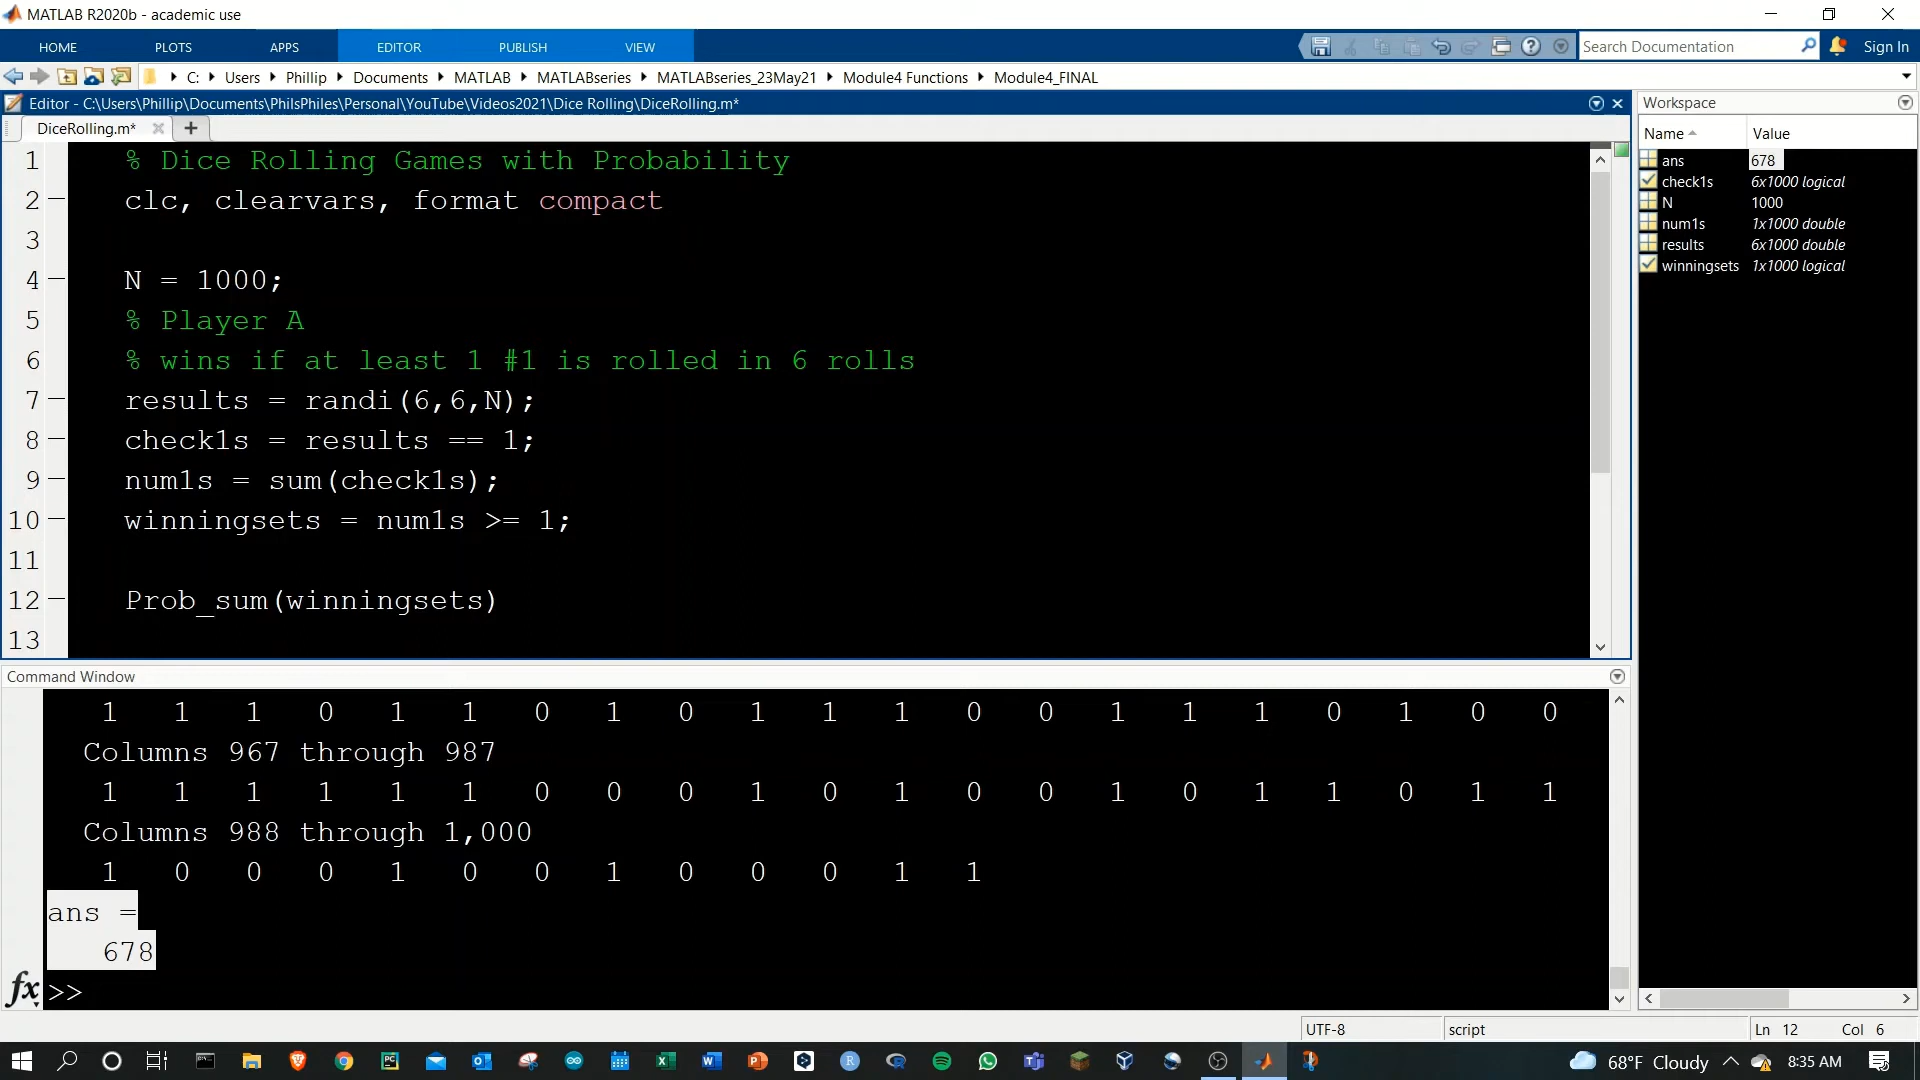 MATLAB R2020b - academic use
HOME PLOTS APPS EDITOR PUBLISH VIEW Search Documentation Sign In
C: Users Phillip Documents MATLAB MATLABseries MATLABseries_23May21 Module4 Functions Module4_FINAL
Editor - C:\Users\Phillip\Documents\PhilsPhiles\Personal\YouTube\Videos2021\Dice Rolling\DiceRolling.m*
DiceRolling.m*
1 % Dice Rolling Games with Probability
2 clc, clearvars, format compact
3
4 N = 1000;
5 % Player A
6 % wins if at least 1 #1 is rolled in 6 rolls
7 results = randi(6,6,N);
8 check1s = results == 1;
9 num1s = sum(check1s);
10 winningsets = num1s >= 1;
11
12 Prob_sum(winningsets)
13
Workspace
Name Value
ans 678
check1s 6x1000 logical
N 1000
num1s 1x1000 double
results 6x1000 double
winningsets 1x1000 logical
Command Window
1 1 1 0 1 1 0 1 0 1 1 1 0 0 1 1 1 0 1 0 0
Columns 967 through 987
1 1 1 1 1 1 0 0 0 1 0 1 0 0 1 0 1 1 0 1 1
Columns 988 through 1,000
1 0 0 0 1 0 0 1 0 0 0 1 1
ans =
678
fx >>
UTF-8 script Ln 12 Col 6
68°F Cloudy 8:35 AM